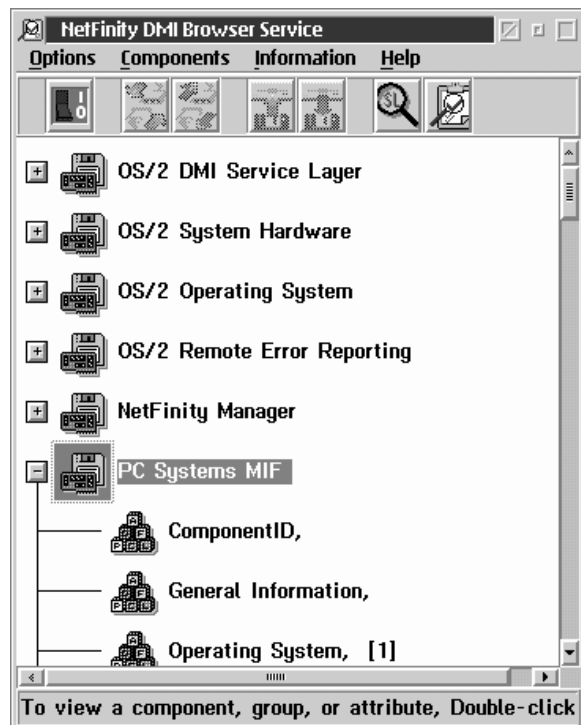 NetFinity DMI Browser Service
Options Components Information Help
OS/2 DMI Service Layer
OS/2 System Hardware
OS/2 Operating System
OS/2 Remote Error Reporting
NetFinity Manager
PC Systems MIF
ComponentID,
General Information,
Operating System, [1]
To view a component, group, or attribute, Double-click